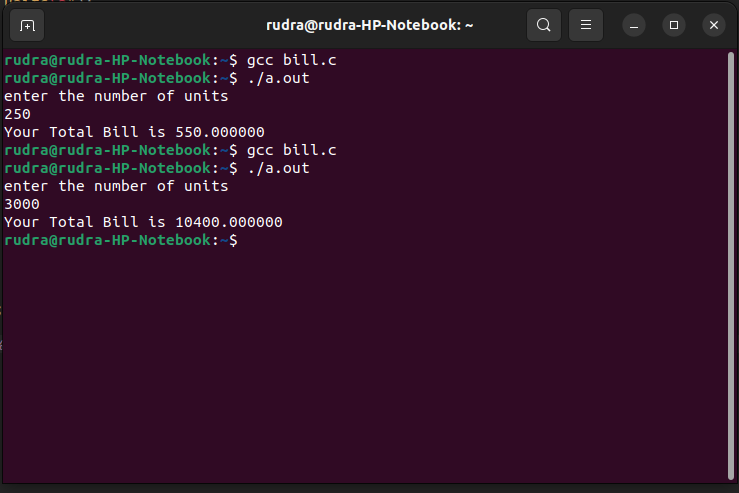 rudra@rudra-HP-Notebook: ~
rudra@rudra-HP-Notebook:~$ gcc bill.c
rudra@rudra-HP-Notebook:~$ ./a.out
enter the number of units
250
Your Total Bill is 550.000000
rudra@rudra-HP-Notebook:~$ gcc bill.c
rudra@rudra-HP-Notebook:~$ ./a.out
enter the number of units
3000
Your Total Bill is 10400.000000
rudra@rudra-HP-Notebook:~$